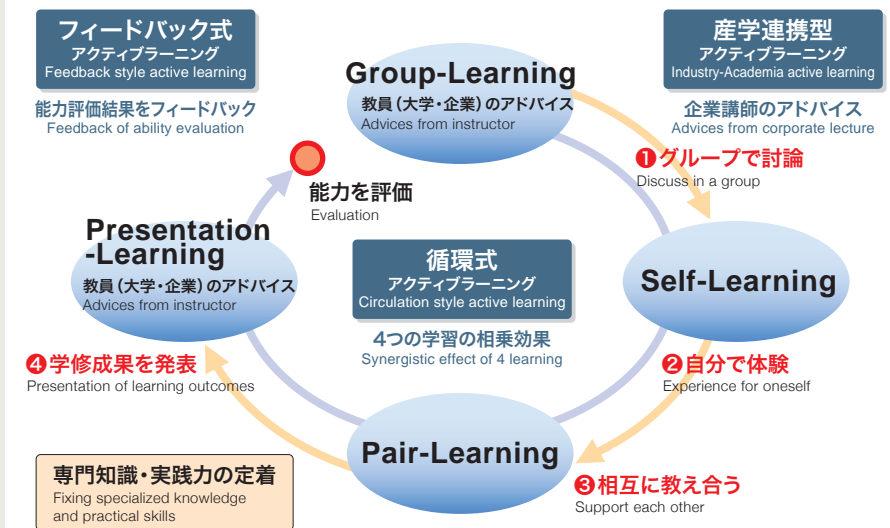 フィードバック式
アクティブラーニング
Feedback style active learning
能力評価結果をフィードバック
Feedback of ability evaluation
Group-Learning
教員（大学・企業）のアドバイス
Advices from instructor
産学連携型
アクティブラーニング
Industry-Academia active learning
企業講師のアドバイス
Advices from corporate lecture
❶グループで討論
Discuss in a group
能力を評価
Evaluation
Presentation
-Learning
教員（大学・企業）のアドバイス
Advices from instructor
循環式
アクティブラーニング
Circulation style active learning
4つの学習の相乗効果
Synergistic effect of 4 learning
Self-Learning
❷自分で体験
Experience for oneself
❹学修成果を発表
Presentation of learning outcomes
Pair-Learning
❸相互に教え合う
Support each other
専門知識・実践力の定着
Fixing specialized knowledge
and practical skills